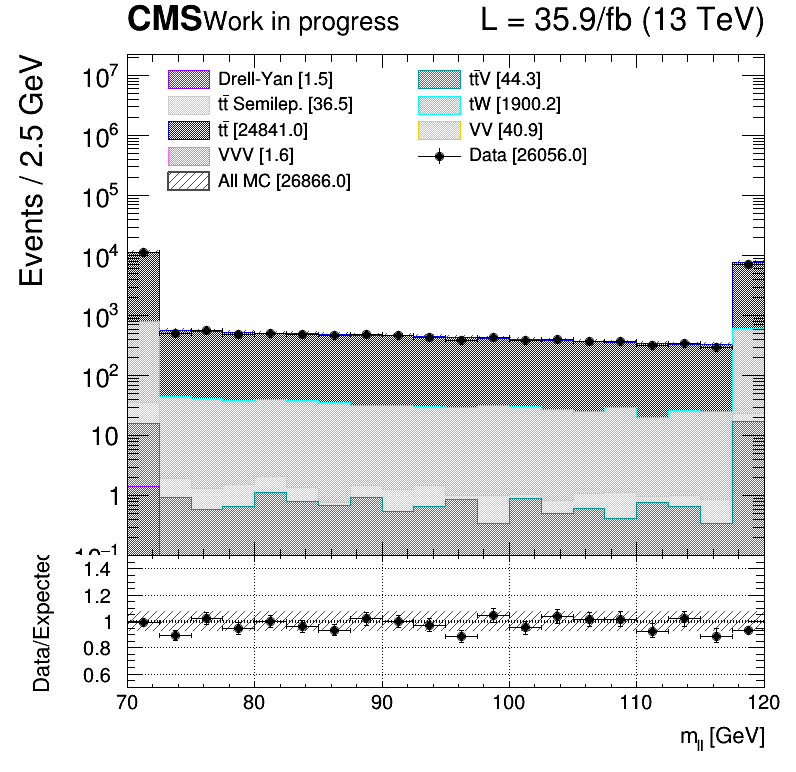 CMS Work in progress L = 35.9/fb (13 TeV)
Events / 2.5 GeV
10⁷
10⁶
10⁵
10⁴
10³
10²
10
1
10⁻¹
Drell-Yan [1.5]
tt̄ Semilep. [36.5]
tt̄ [24841.0]
VVV [1.6]
All MC [26866.0]
tt̄V [44.3]
tW [1900.2]
VV [40.9]
Data [26056.0]
Data/Expected
1.4
1.2
1
0.8
0.6
70 80 90 100 110 120
m_ll [GeV]